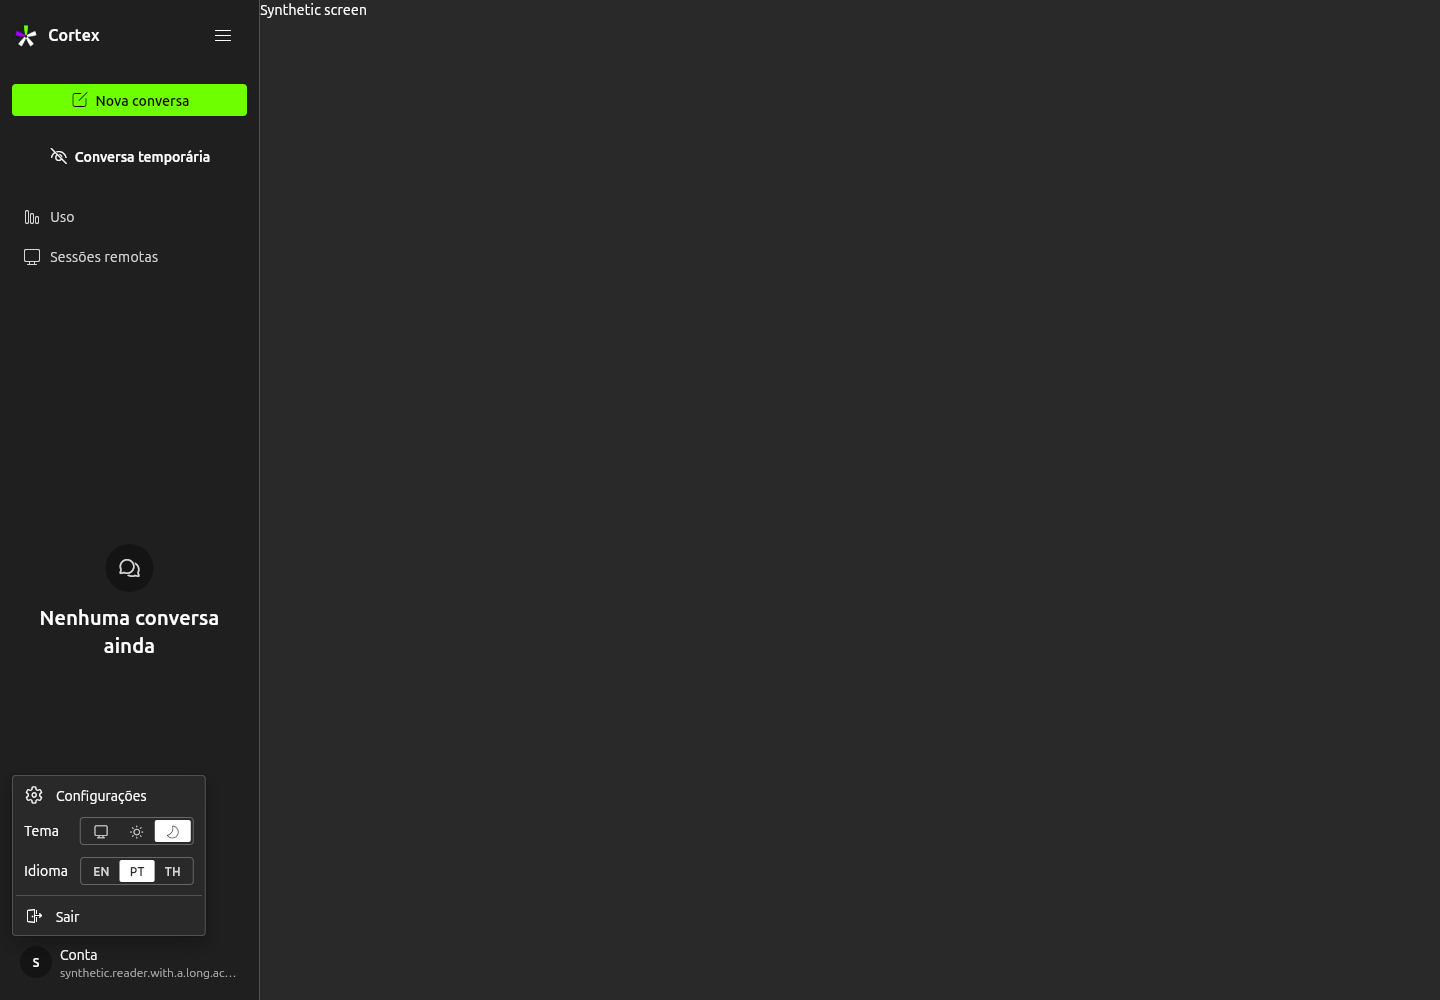 Cortex
Nova conversa
Conversa temporária
Uso
Sessões remotas
Nenhuma conversa
ainda
Configurações
Tema
Idioma EN PT TH
Sair
S
Conta
synthetic.reader.with.a.long.ac…
Synthetic screen